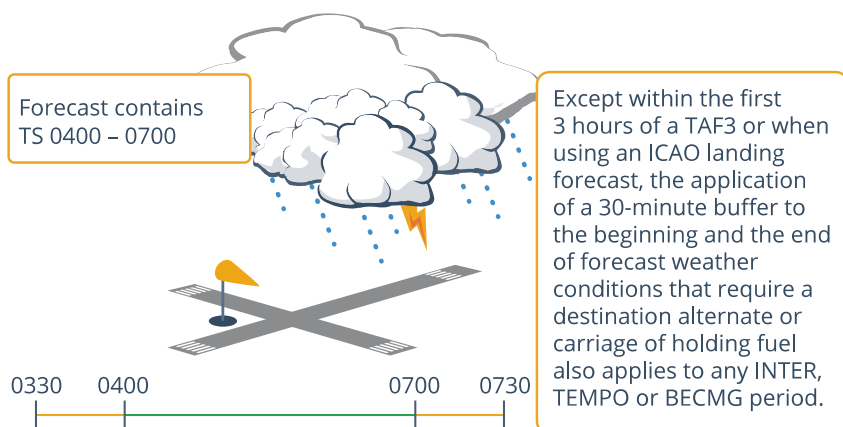 Forecast contains
TS 0400 – 0700
Except within the first
3 hours of a TAF3 or when
using an ICAO landing
forecast, the application
of a 30-minute buffer to
the beginning and the end
of forecast weather
conditions that require a
destination alternate or
carriage of holding fuel
also applies to any INTER,
TEMPO or BECMG period.
0330 0400 0700 0730